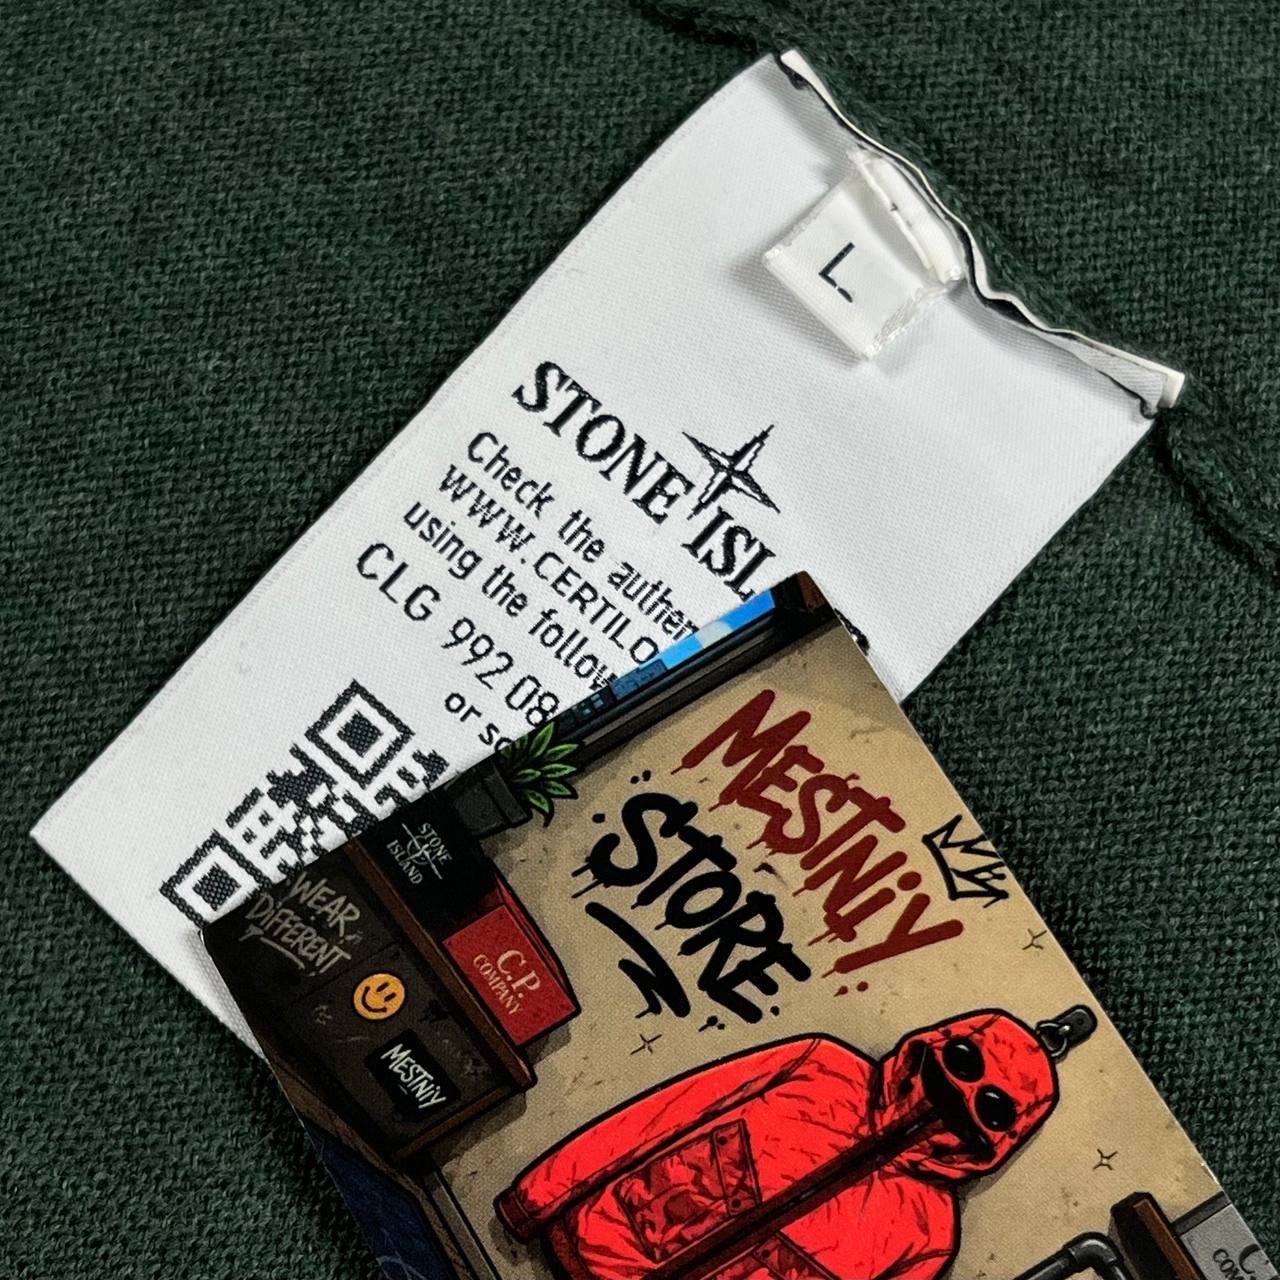 L
STONE ISL
Check the authen
WWW.CERTILO
using the follow
CLG 992 08
or sc
MESTNiY
STORE
STONE
ISLAND
WEAR
DiFFERENT
C.P.
COMPANY
MESTNiY